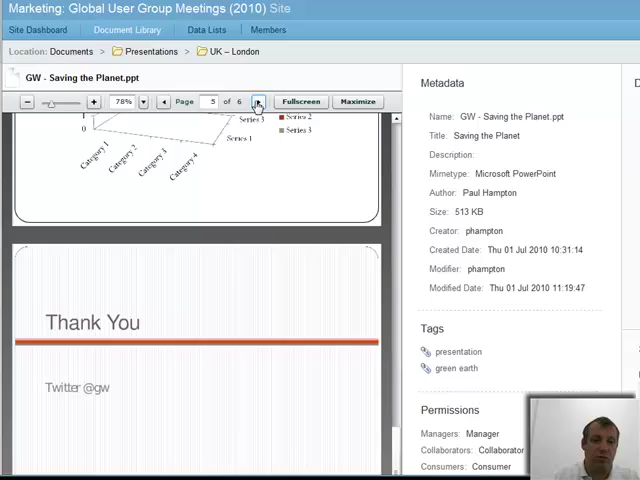 Marketing: Global User Group Meetings (2010) Site
Site Dashboard Document Library Data Lists Members
Location: Documents > Presentations > UK – London
GW - Saving the Planet.ppt
78% Page 5 of 6 Fullscreen Maximize
Series 3
Series 2
0
Series 1
Series 3
Category 1
Category 2
Category 3
Category 4
Thank You
Twitter @gw
Metadata
Name: GW - Saving the Planet.ppt
Title: Saving the Planet
Description:
Mimetype: Microsoft PowerPoint
Author: Paul Hampton
Size: 513 KB
Creator: phampton
Created Date: Thu 01 Jul 2010 10:31:14
Modifier: phampton
Modified Date: Thu 01 Jul 2010 11:19:47
Tags
presentation
green earth
Permissions
Managers: Manager
Collaborators: Collaborator
Consumers: Consumer